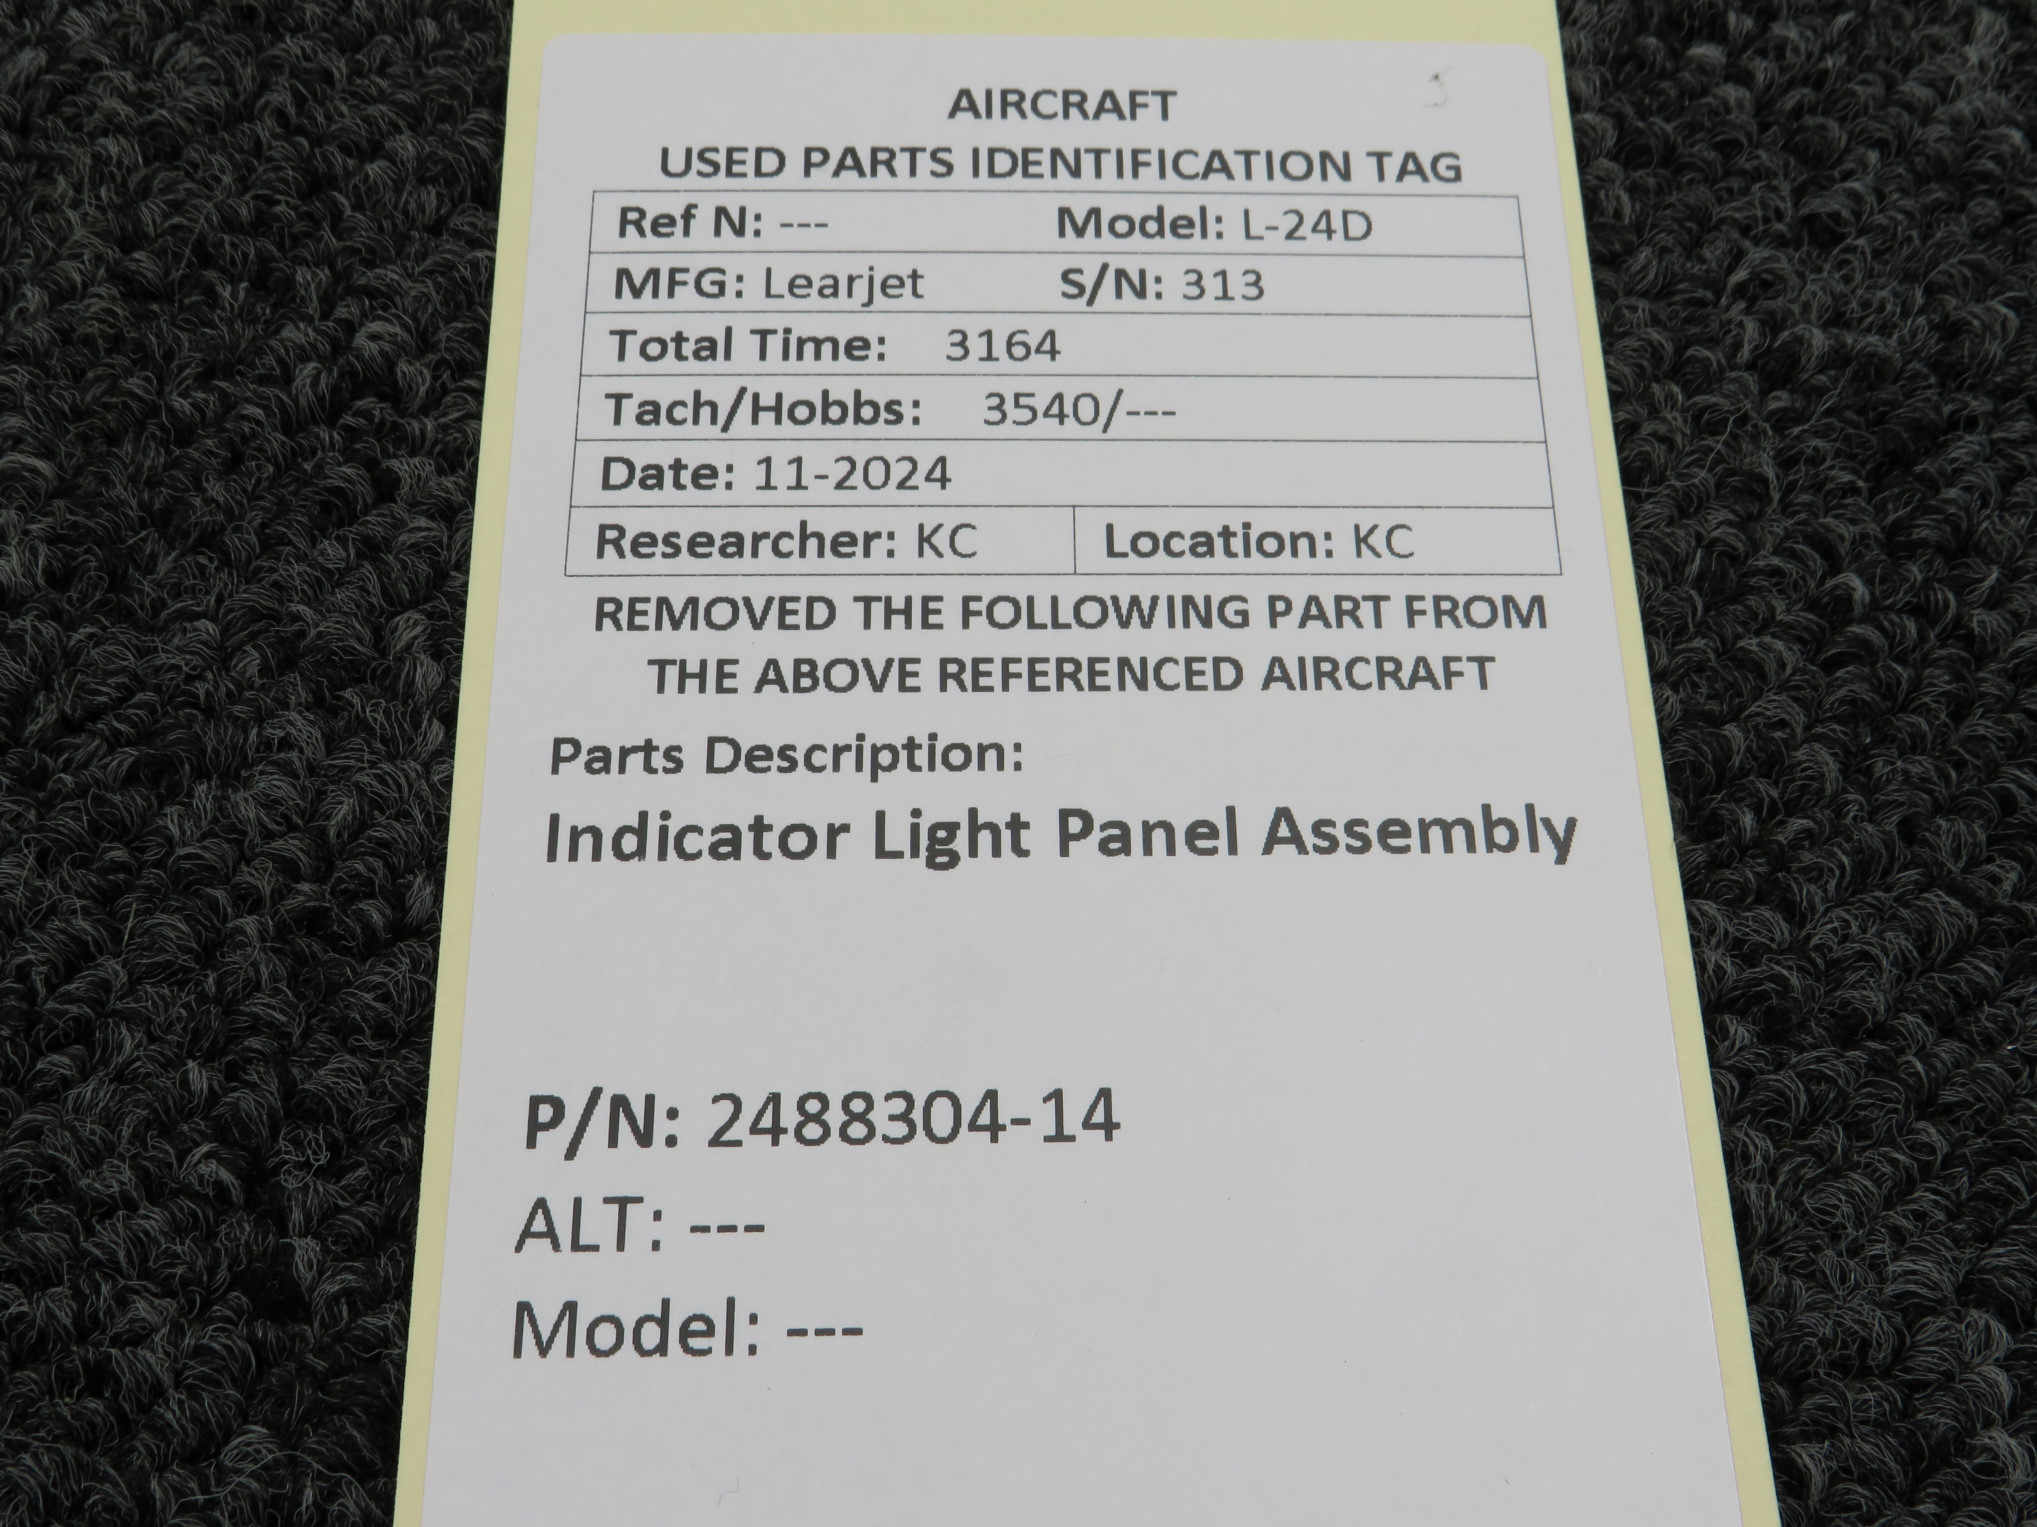 AIRCRAFT
USED PARTS IDENTIFICATION TAG
Ref N: --- Model: L-24D
MFG: Learjet S/N: 313
Total Time: 3164
Tach/Hobbs: 3540/---
Date: 11-2024
Researcher: KC Location: KC
REMOVED THE FOLLOWING PART FROM
THE ABOVE REFERENCED AIRCRAFT
Parts Description:
Indicator Light Panel Assembly
P/N: 2488304-14
ALT: ---
Model: ---